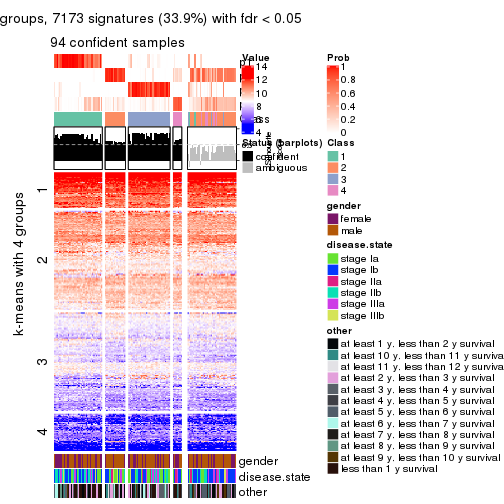 groups, 7173 signatures (33.9%) with fdr < 0.05
94 confident samples
Value
14
12
10
8
6
4
Prob
1
0.8
0.6
0.4
0.2
0
Status (barplots)
confident
ambiguous
Class
1
2
3
4
gender
female
male
disease.state
stage Ia
stage Ib
stage IIa
stage IIb
stage IIIa
stage IIIb
other
at least 1 y. less than 2 y survival
at least 10 y. less than 11 y survival
at least 11 y. less than 12 y survival
at least 2 y. less than 3 y survival
at least 3 y. less than 4 y survival
at least 4 y. less than 5 y survival
at least 5 y. less than 6 y survival
at least 6 y. less than 7 y survival
at least 7 y. less than 8 y survival
at least 8 y. less than 9 y survival
at least 9 y. less than 10 y survival
less than 1 y survival
k-means with 4 groups
1
2
3
4
gender
disease.state
other